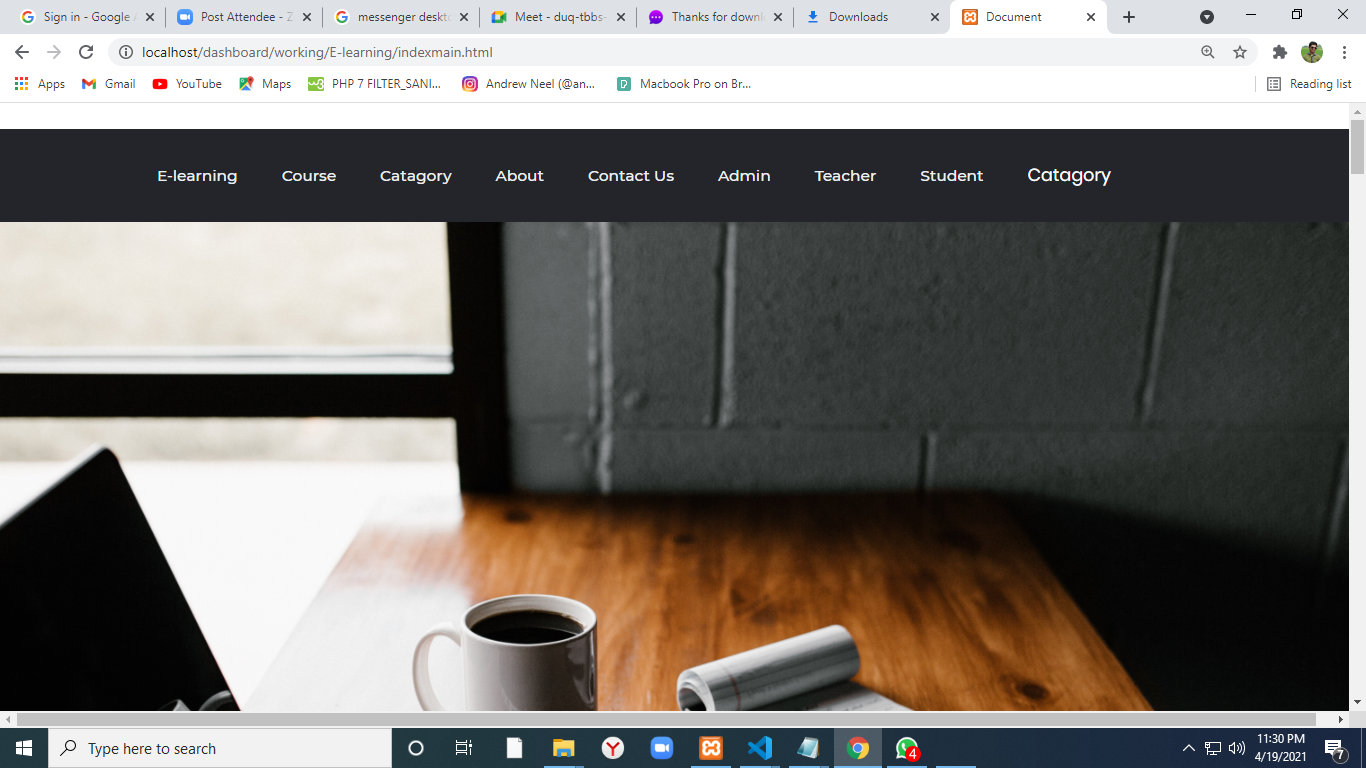 Sign in - Google A
Post Attendee - Z
messenger deskto
Meet - duq-tbbs-
Thanks for downl
Downloads
Document
localhost/dashboard/working/E-learning/indexmain.html
Apps
Gmail
YouTube
Maps
PHP 7 FILTER_SANI...
Andrew Neel (@an...
Macbook Pro on Br...
Reading list
E-learning
Course
Catagory
About
Contact Us
Admin
Teacher
Student
Catagory
Type here to search
4
11:30 PM
4/19/2021
7